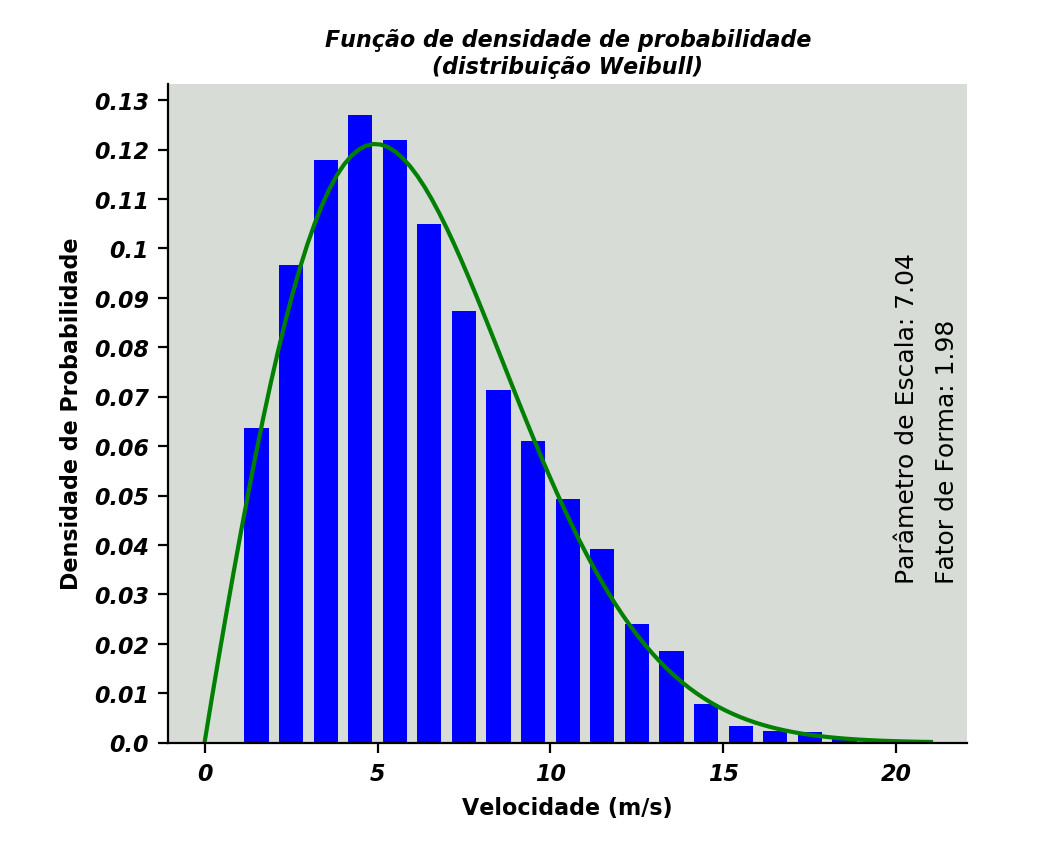 Função de densidade de probabilidade
(distribuição Weibull)
0.13
0.12
0.11
0.1
0.09
0.08
0.07
0.06
0.05
0.04
0.03
0.02
0.01
0.0
Densidade de Probabilidade
Parâmetro de Escala: 7.04
Fator de Forma: 1.98
0 5 10 15 20
Velocidade (m/s)